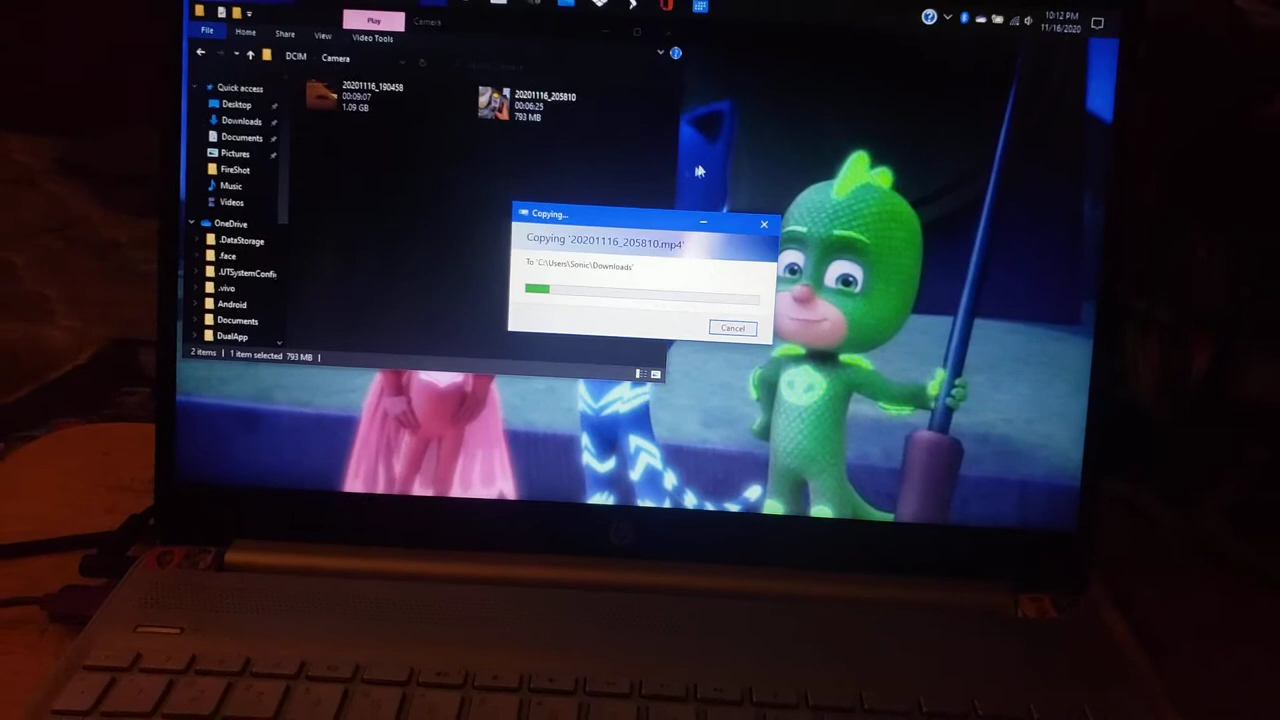 Play
Camera
10:12 PM
11/16/2020
File
Home
Share
View
Video Tools
DCIM
Camera
Quick access
Desktop
Downloads
Documents
Pictures
FireShot
Music
Videos
OneDrive
.DataStorage
.face
.UTSystemConfi
.vivo
Android
Documents
DualApp
20201116_190458
00:09:07
1.09 GB
20201116_205810
00:06:25
793 MB
Copying...
Copying '20201116_205810.mp4'
To 'C:\Users\Sonic\Downloads'
Cancel
2 items
1 item selected 793 MB